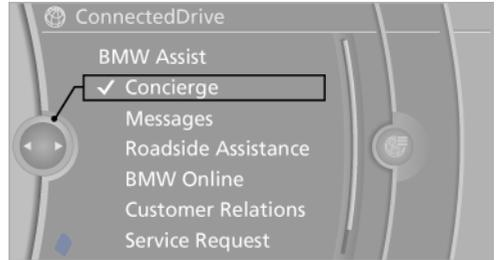 ConnectedDrive
BMW Assist
✓ Concierge
Messages
Roadside Assistance
BMW Online
Customer Relations
Service Request